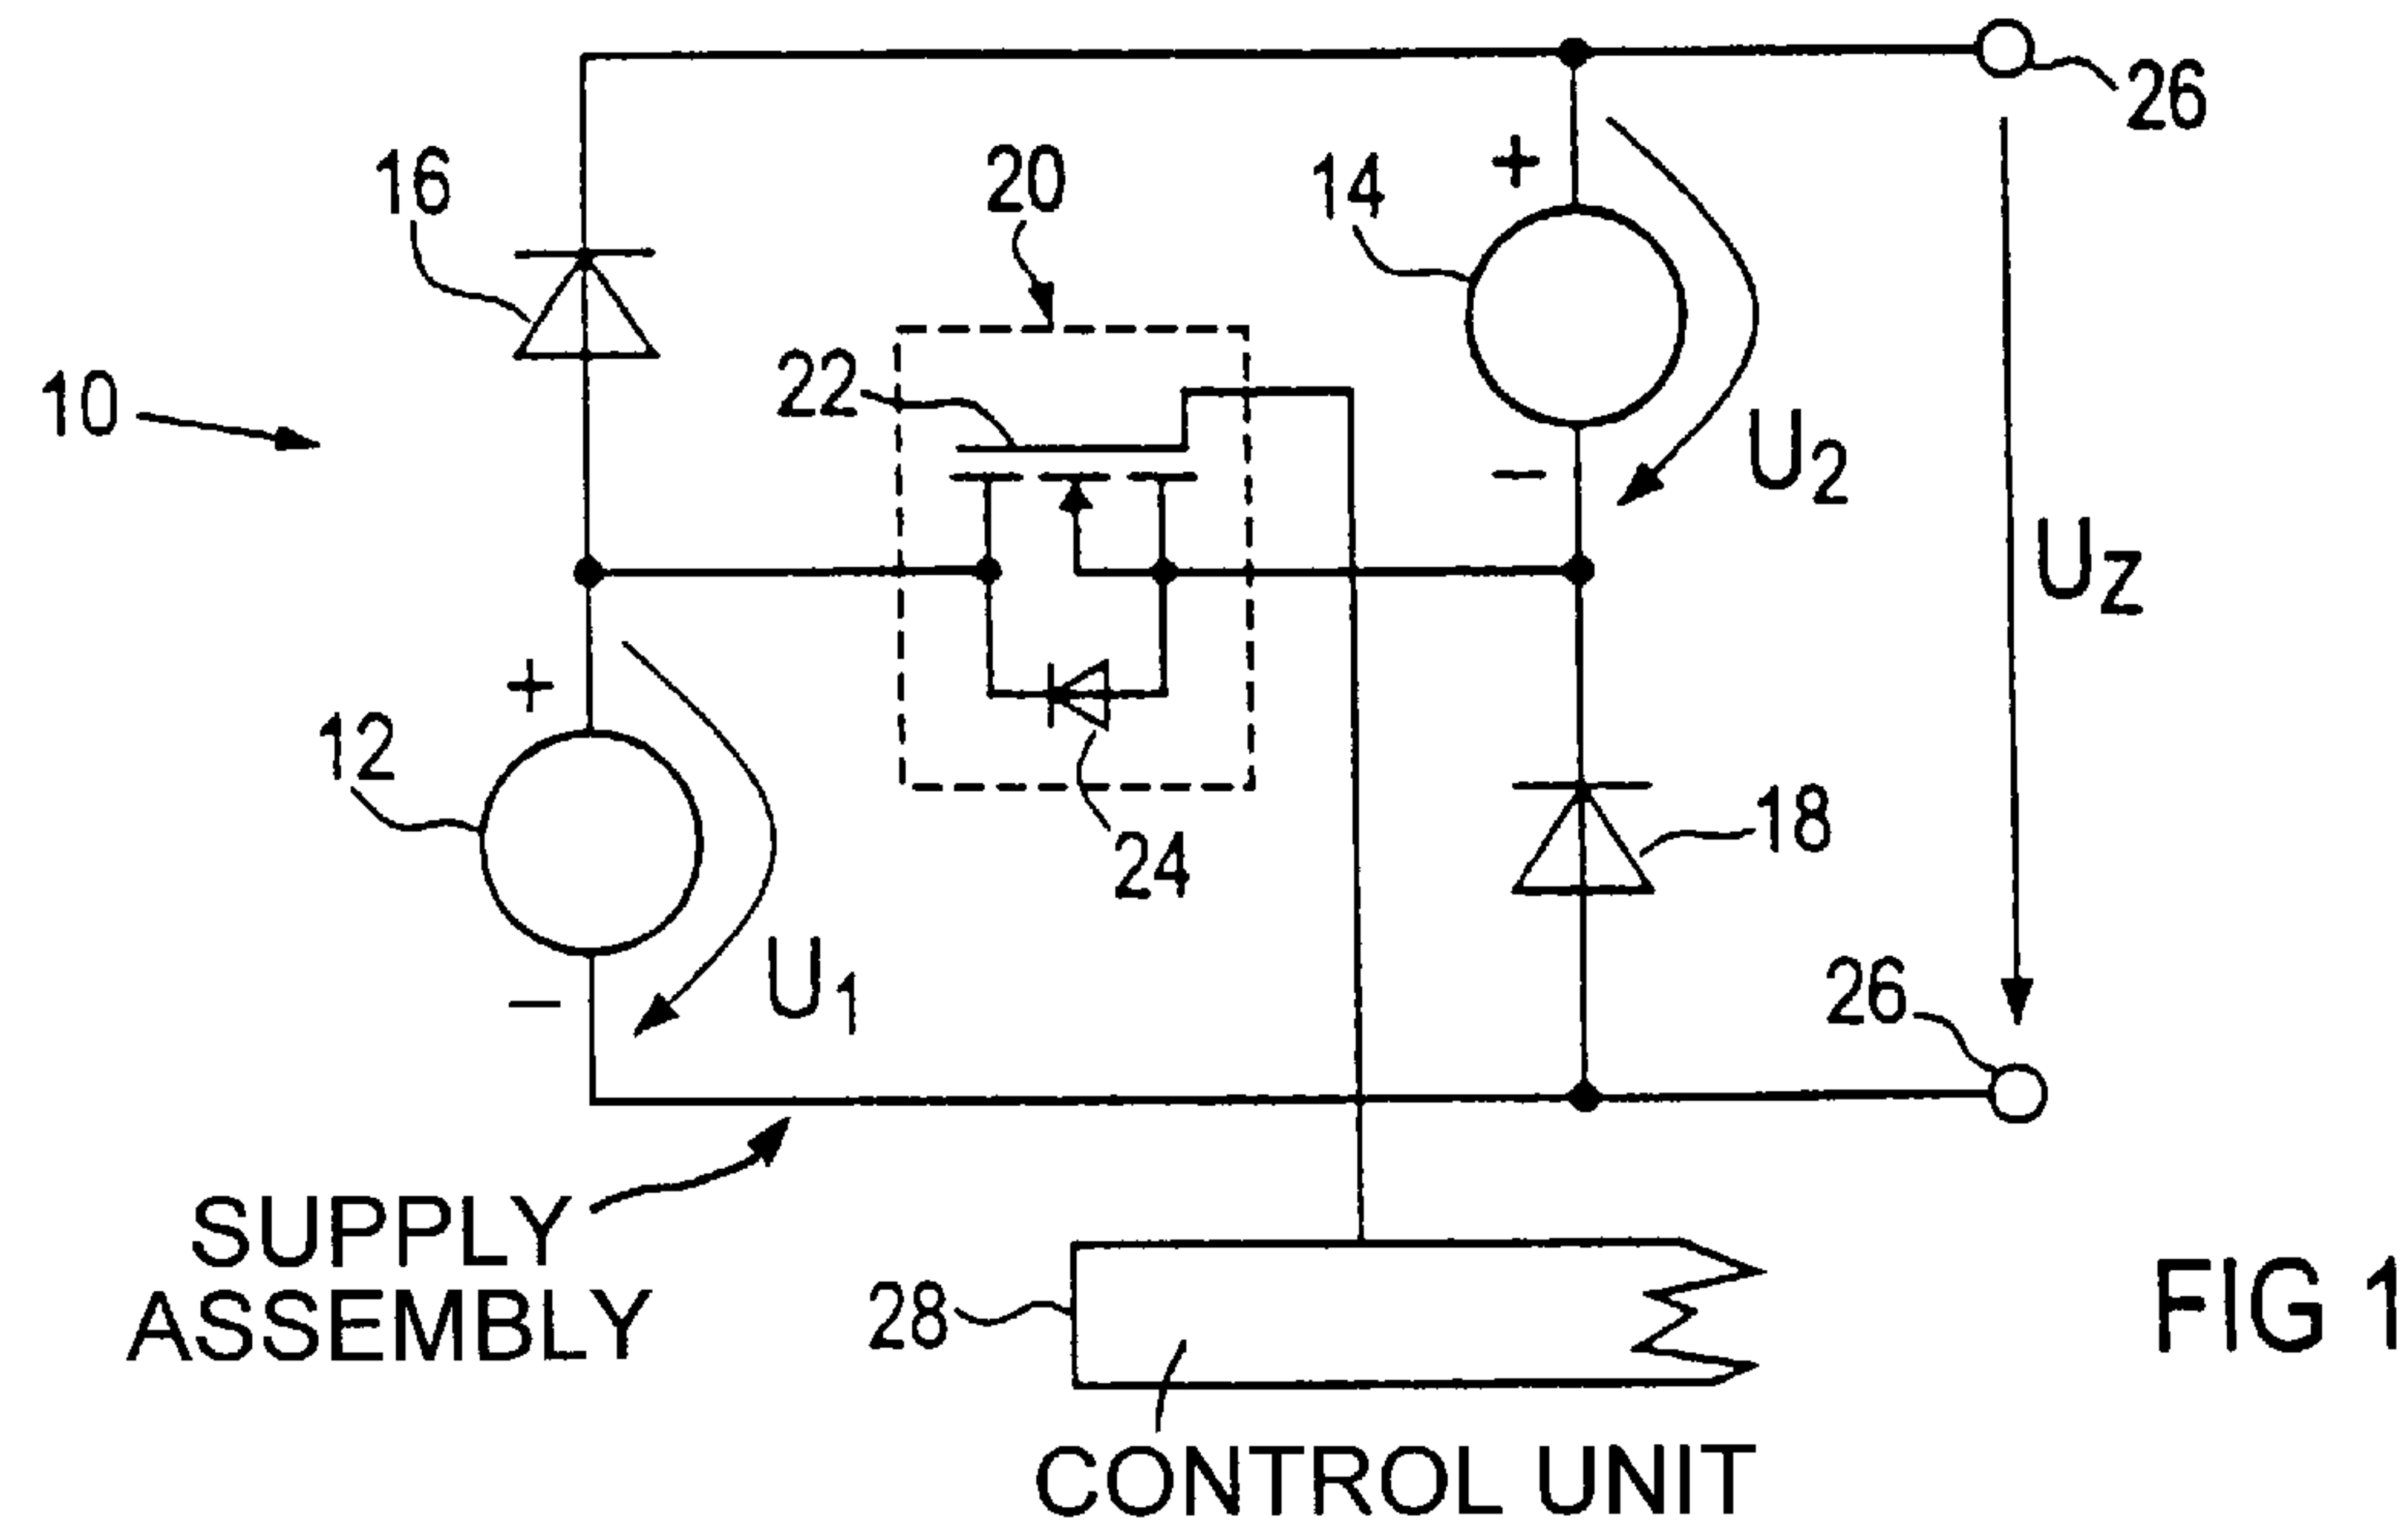 26
16
20
14
+
22
10
U2
−
UZ
+
12
24
18
U1
−
26
SUPPLY
ASSEMBLY
28
FIG 1
CONTROL UNIT